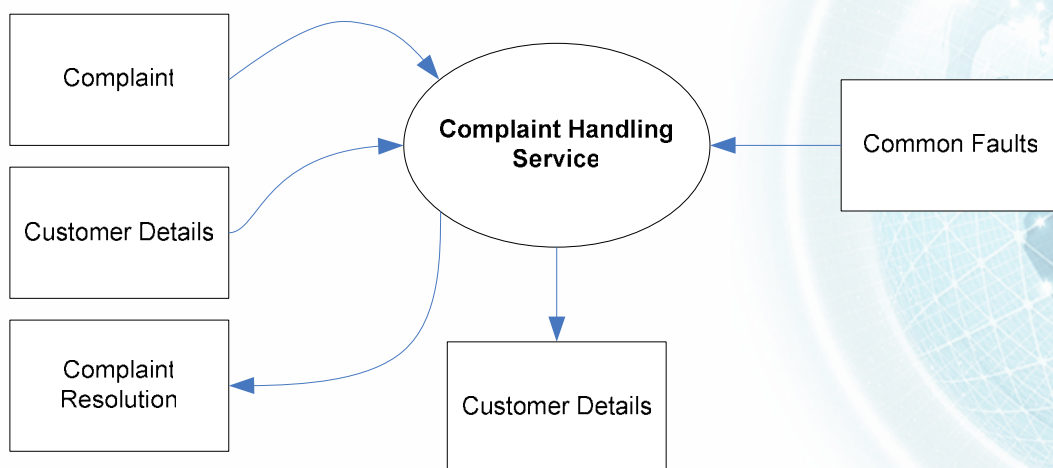 Complaint
Complaint Handling
Service
Common Faults
Customer Details
Complaint
Resolution
Customer Details